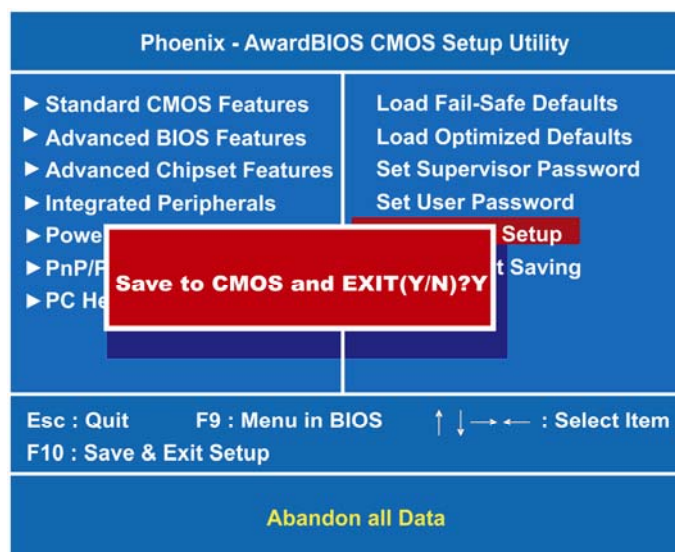 Phoenix - AwardBIOS CMOS Setup Utility
► Standard CMOS Features
► Advanced BIOS Features
► Advanced Chipset Features
► Integrated Peripherals
► Powe
► PnP/P
► PC He
Load Fail-Safe Defaults
Load Optimized Defaults
Set Supervisor Password
Set User Password
Setup
t Saving
Save to CMOS and EXIT(Y/N)?Y
Esc : Quit F9 : Menu in BIOS ↑ ↓ → ← : Select Item
F10 : Save & Exit Setup
Abandon all Data